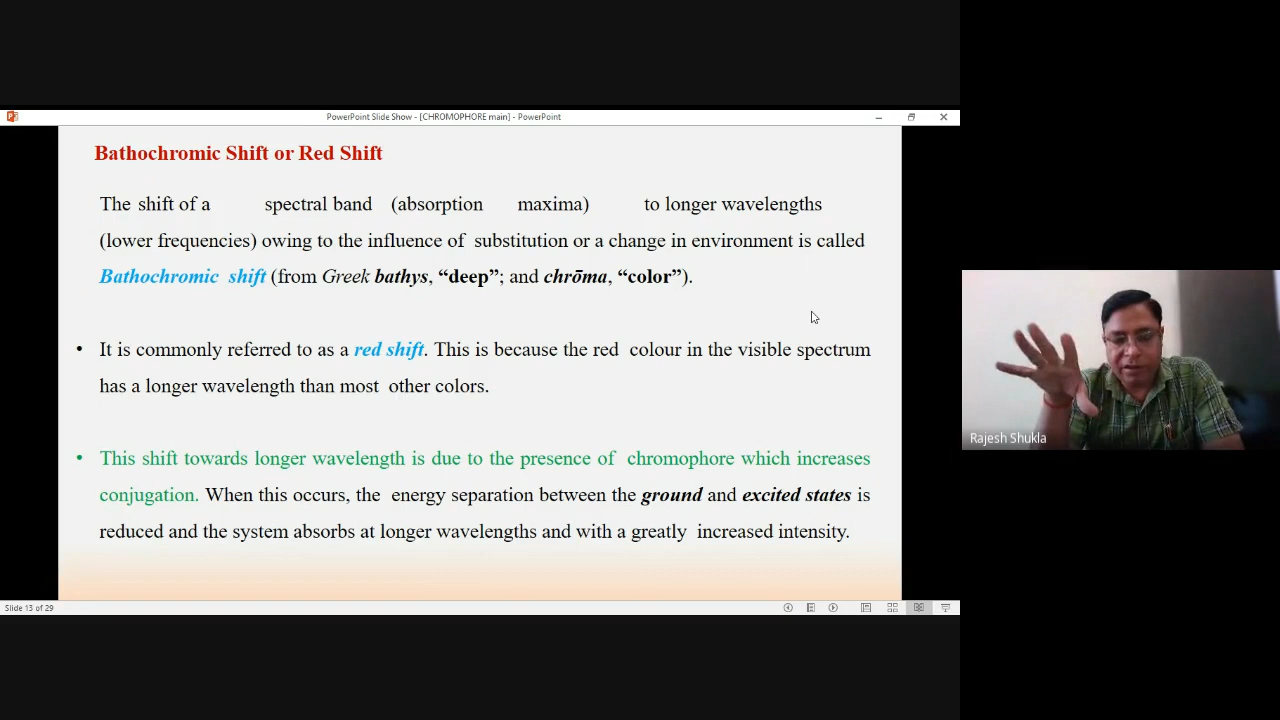 PowerPoint Slide Show - [CHROMOPHORE main] - PowerPoint
Bathochromic Shift or Red Shift
The shift of a spectral band (absorption maxima) to longer wavelengths
(lower frequencies) owing to the influence of substitution or a change in environment is called
Bathochromic shift (from Greek bathys, “deep”; and chrōma, “color”).
• It is commonly referred to as a red shift. This is because the red colour in the visible spectrum
has a longer wavelength than most other colors.
• This shift towards longer wavelength is due to the presence of chromophore which increases
conjugation. When this occurs, the energy separation between the ground and excited states is
reduced and the system absorbs at longer wavelengths and with a greatly increased intensity.
Rajesh Shukla
Slide 13 of 29